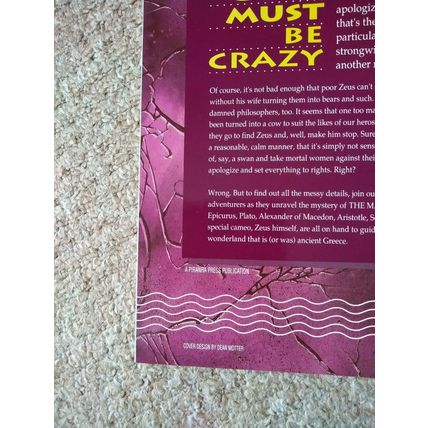 MUST
BE
CRAZY
apologiz
that's the
particula
strongwi
another
Of course, it's not bad enough that poor Zeus can't
without his wife turning them into bears and such.
damned philosophers, too. It seems that one too ma
been turned into a cow to suit the likes of our heros
they go to find Zeus and, well, make him stop. Sure
a reasonable, calm manner, that it's simply not sens
of, say, a swan and take mortal women against thei
apologize and set everything to rights. Right?
Wrong. But to find out all the messy details, join ou
adventurers as they unravel the mystery of THE M
Epicurus, Plato, Alexander of Macedon, Aristotle, S
special cameo, Zeus himself, are all on hand to guid
wonderland that is (or was) ancient Greece.
A PIRANHA PRESS PUBLICATION
COVER DESIGN BY DEAN MOTTER